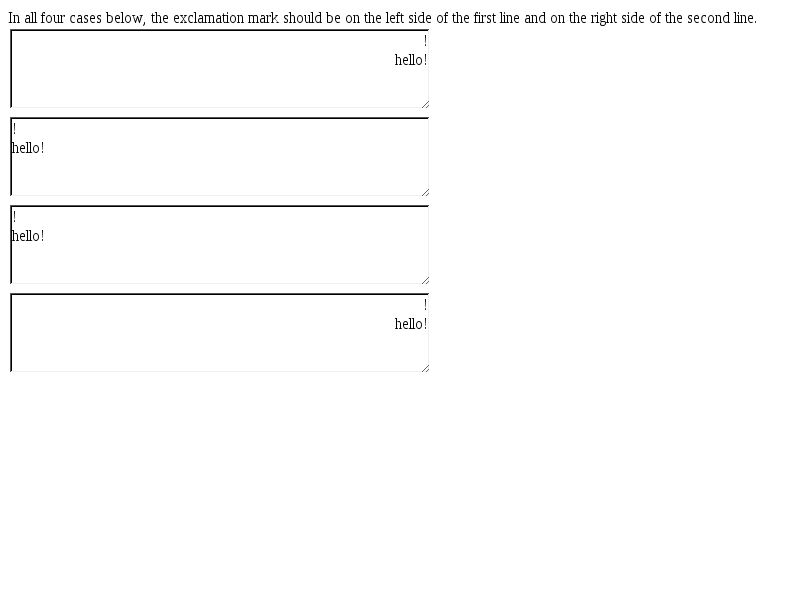 In all four cases below, the exclamation mark should be on the left side of the first line and on the right side of the second line.
!
hello!
!
hello!
!
hello!
!
hello!